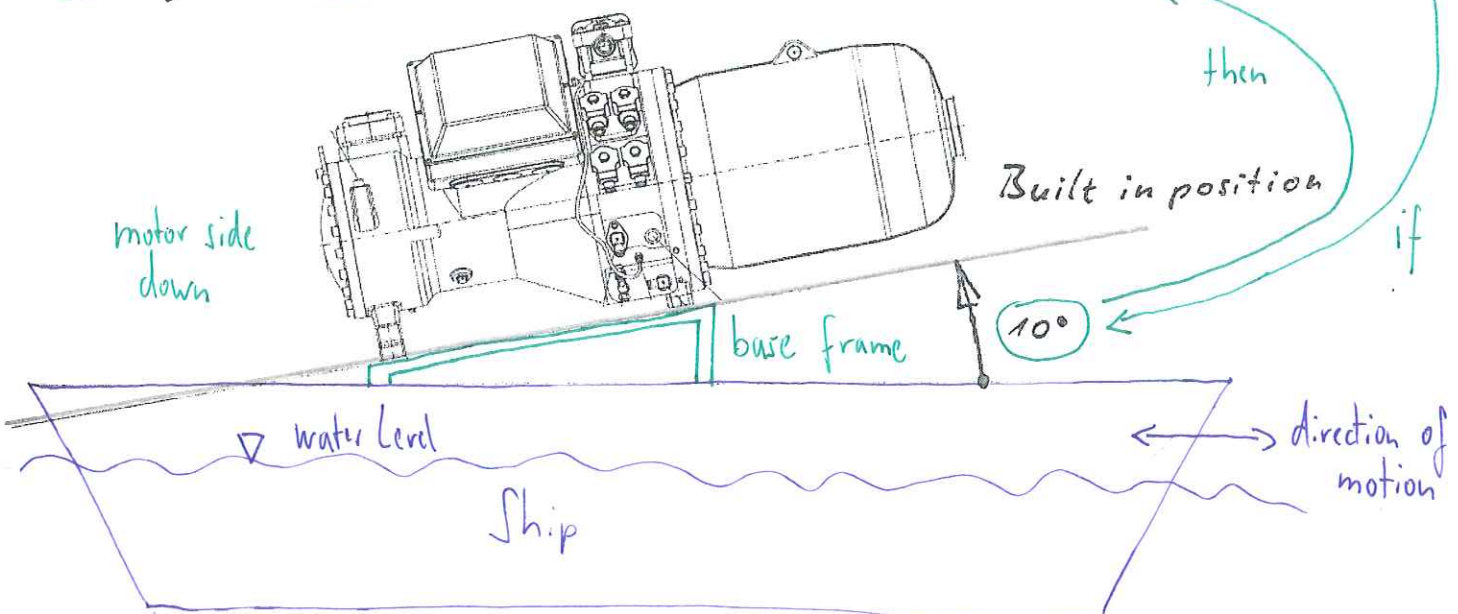 then
Built in position
if
motor side
down
10°
base frame
water level
direction of
motion
Ship